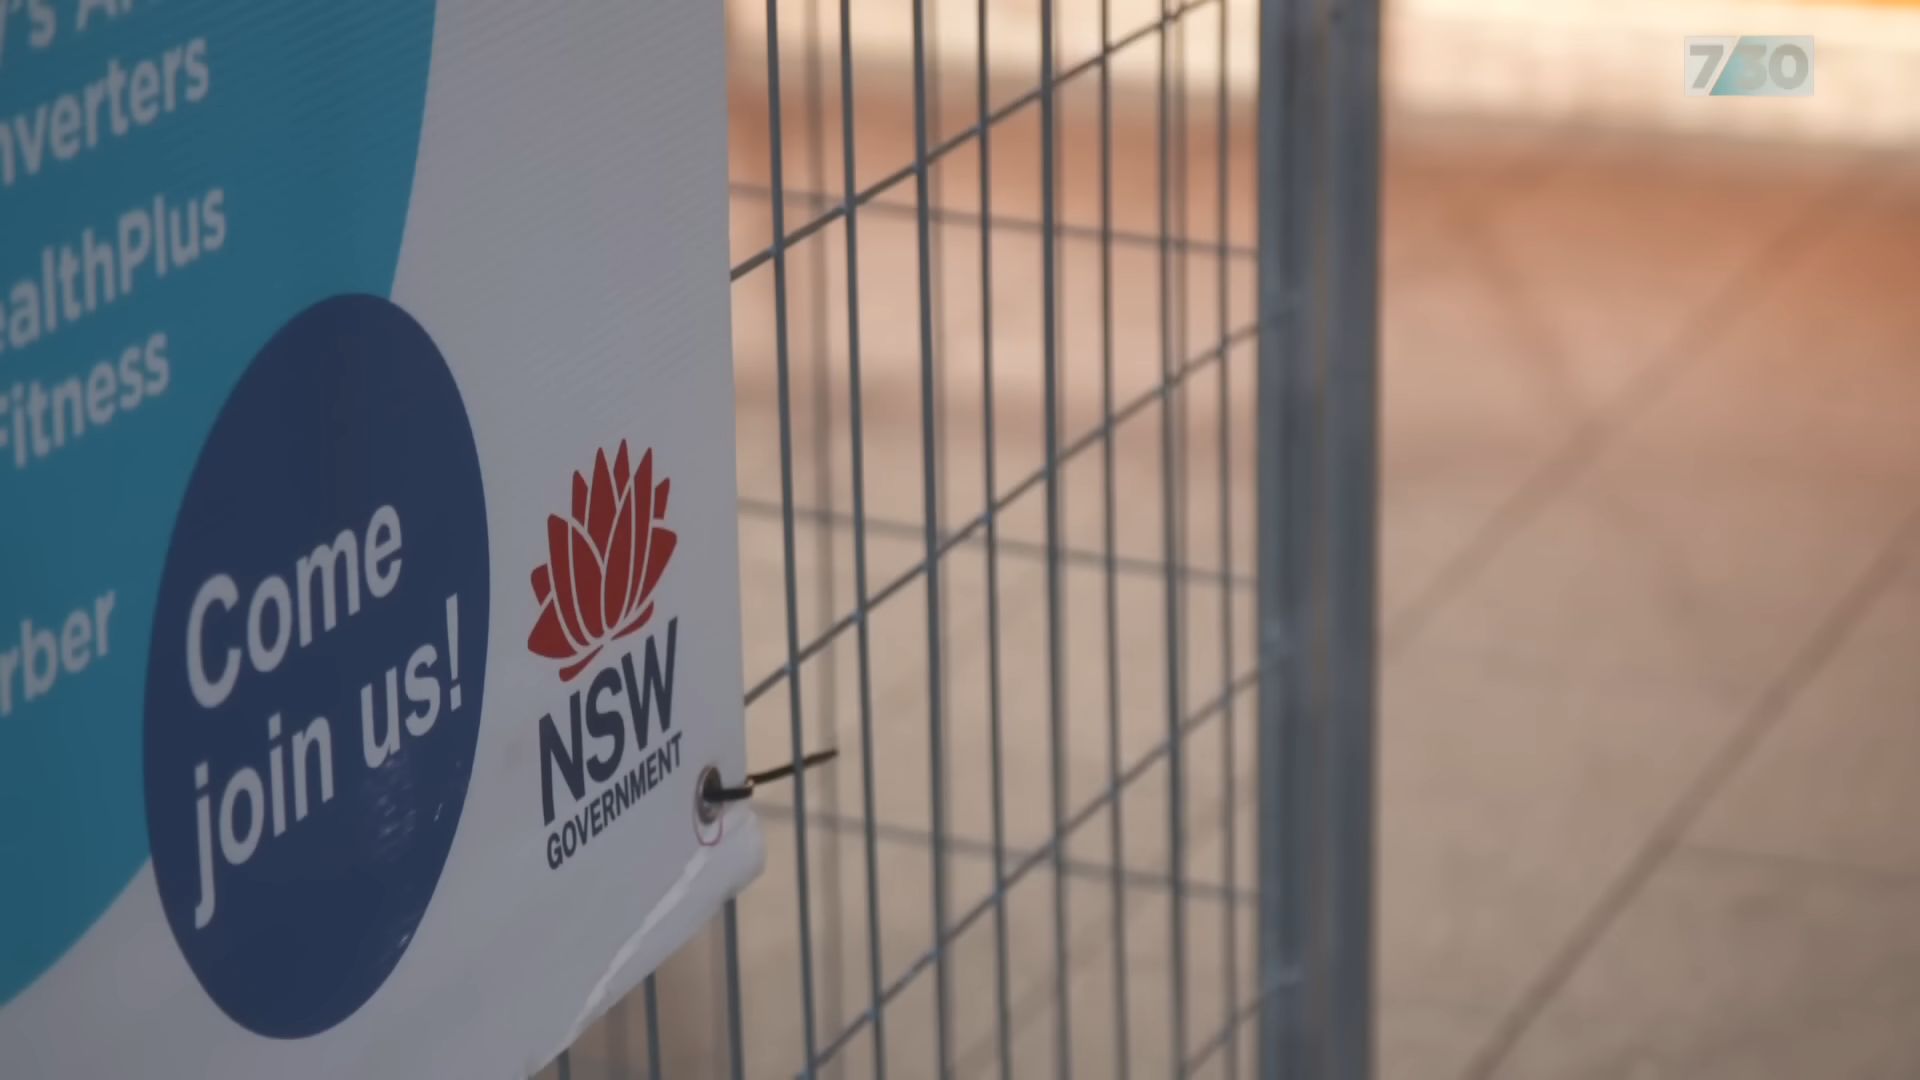 7/30
nverters
ealthPlus
Fitness
rber
Come
join us!
NSW
GOVERNMENT